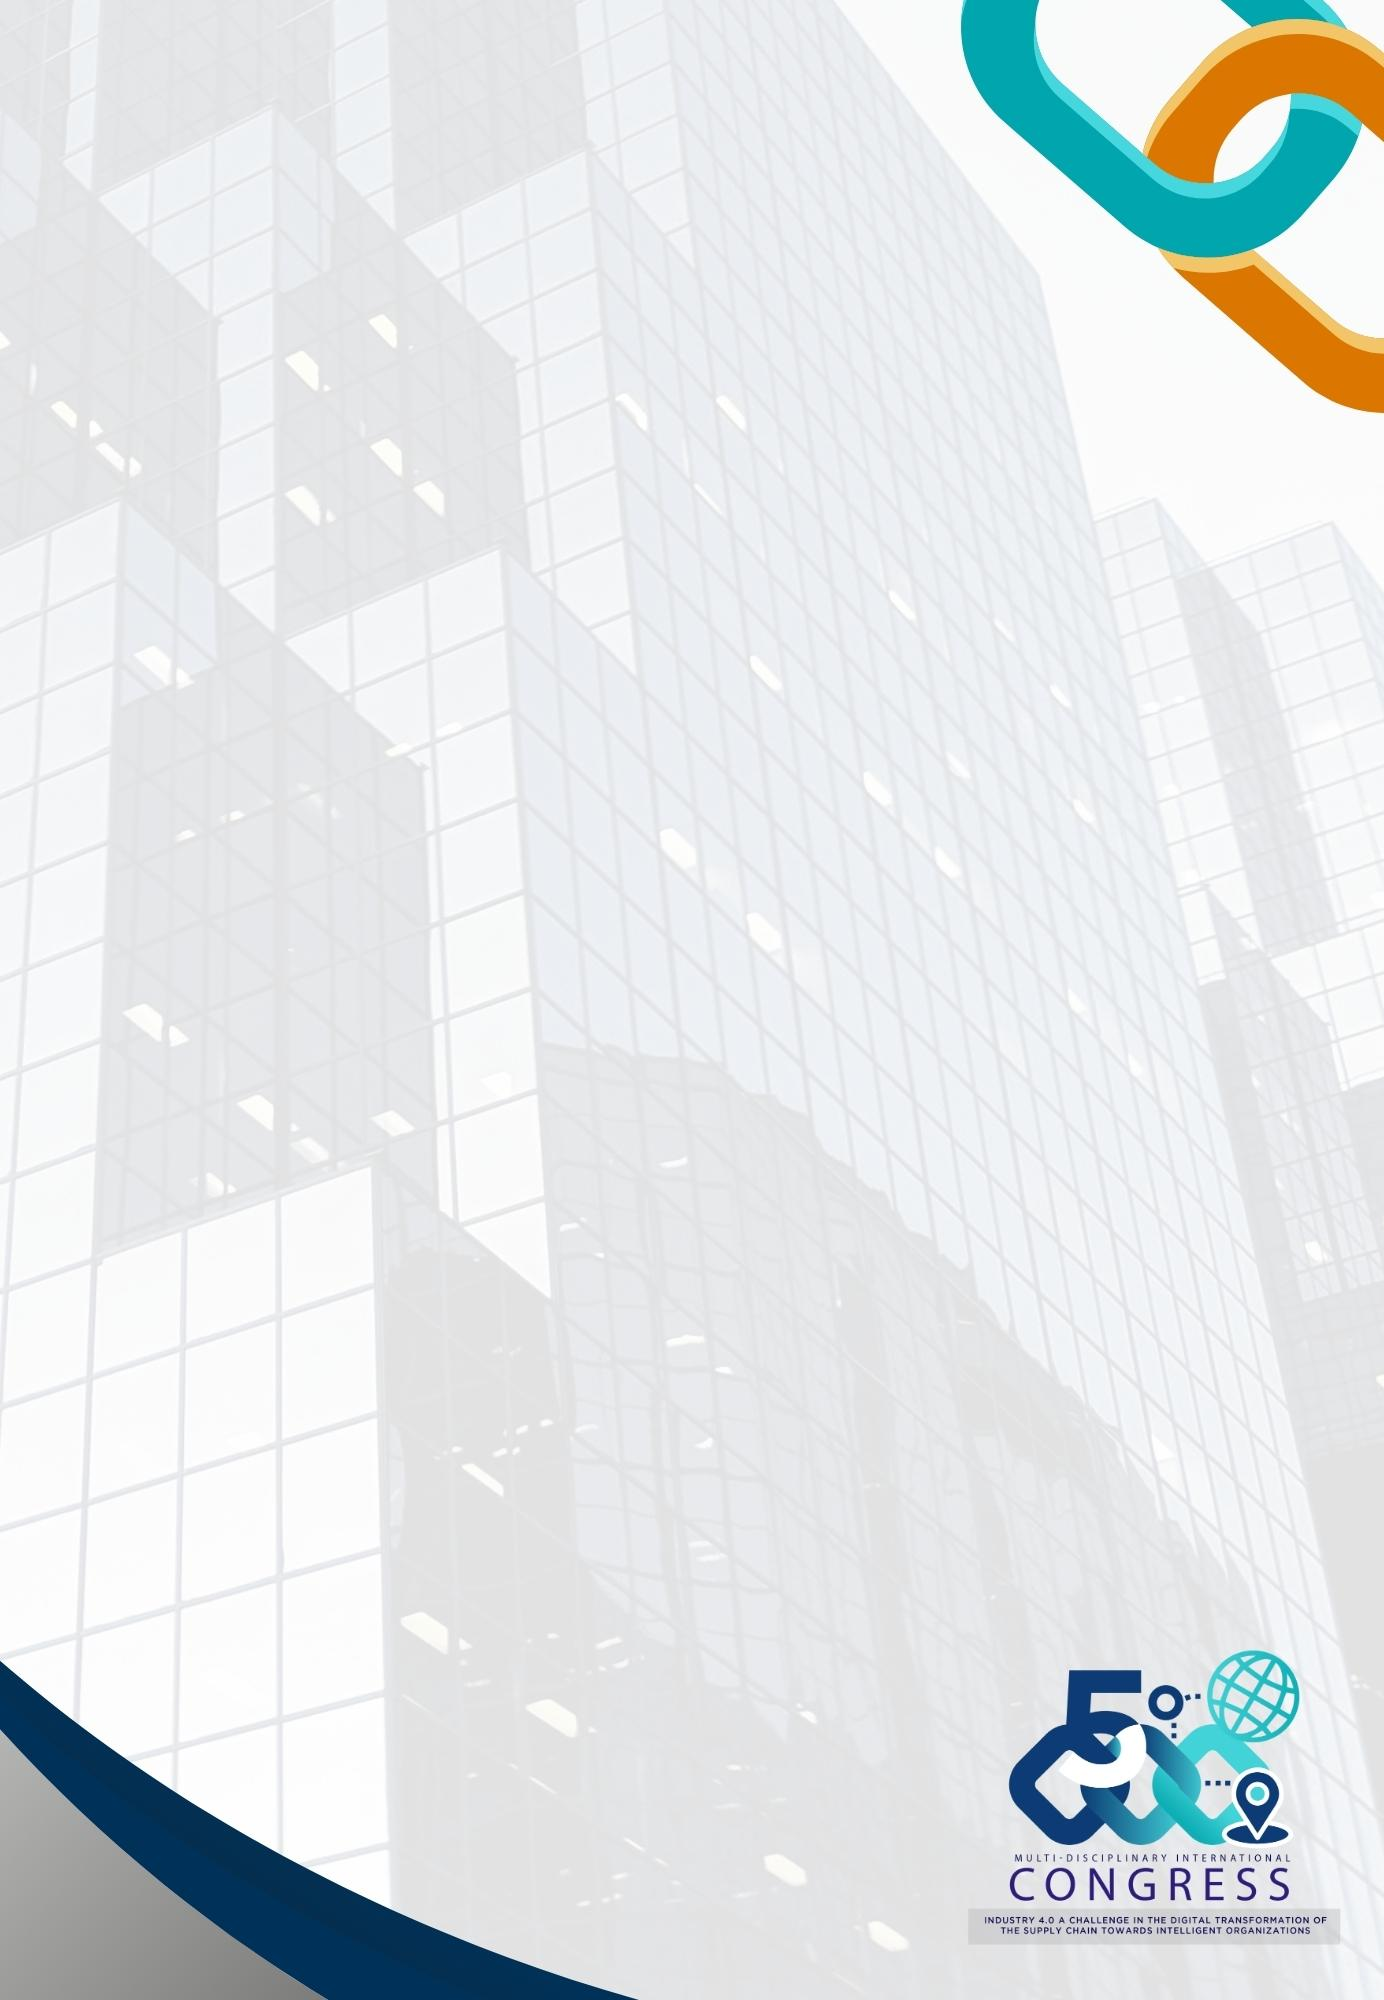 5°
MULTI-DISCIPLINARY INTERNATIONAL
CONGRESS
INDUSTRY 4.0 A CHALLENGE IN THE DIGITAL TRANSFORMATION OF
THE SUPPLY CHAIN TOWARDS INTELLIGENT ORGANIZATIONS